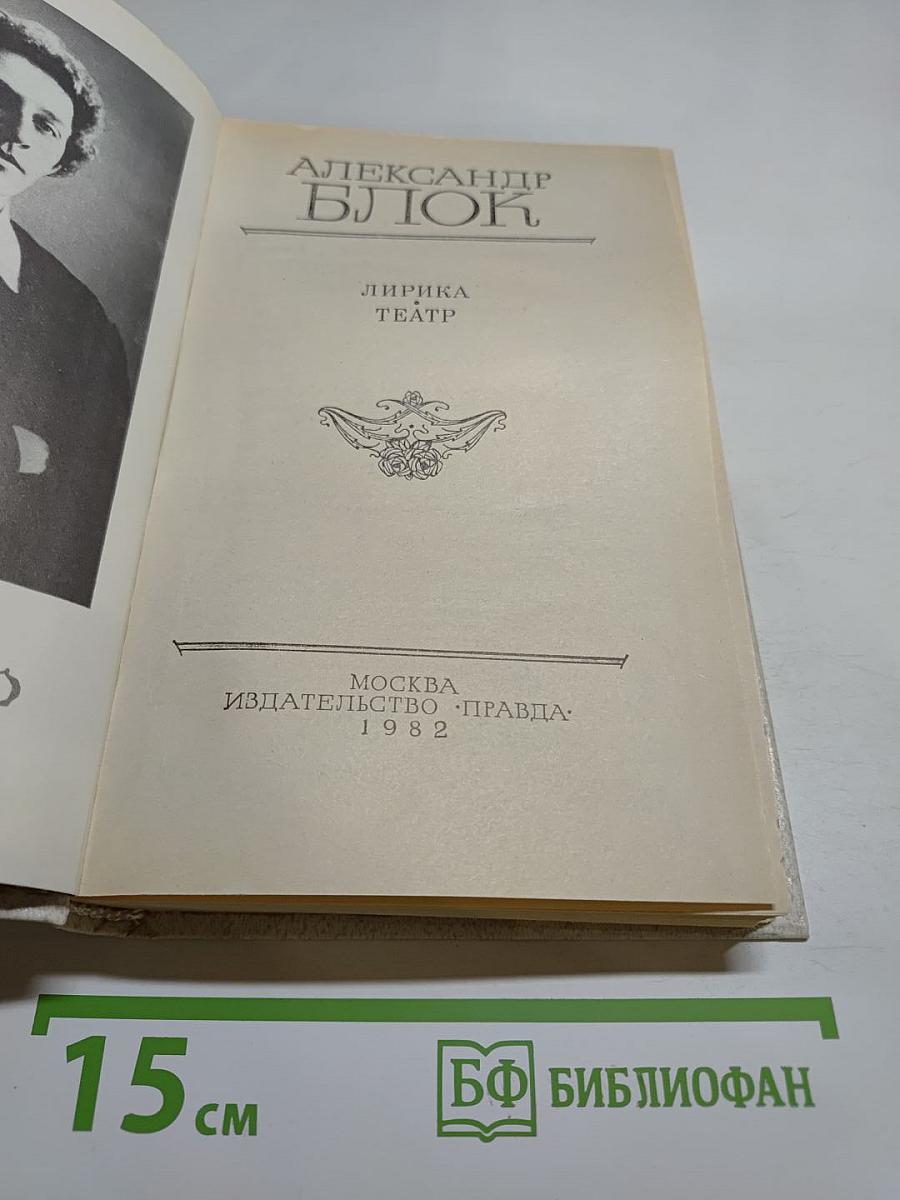 АЛЕКСАНДР
БЛОК
ЛИРИКА
•
ТЕАТР
МОСКВА
ИЗДАТЕЛЬСТВО ·ПРАВДА·
1982
15 см
БФ БИБЛИОФАН